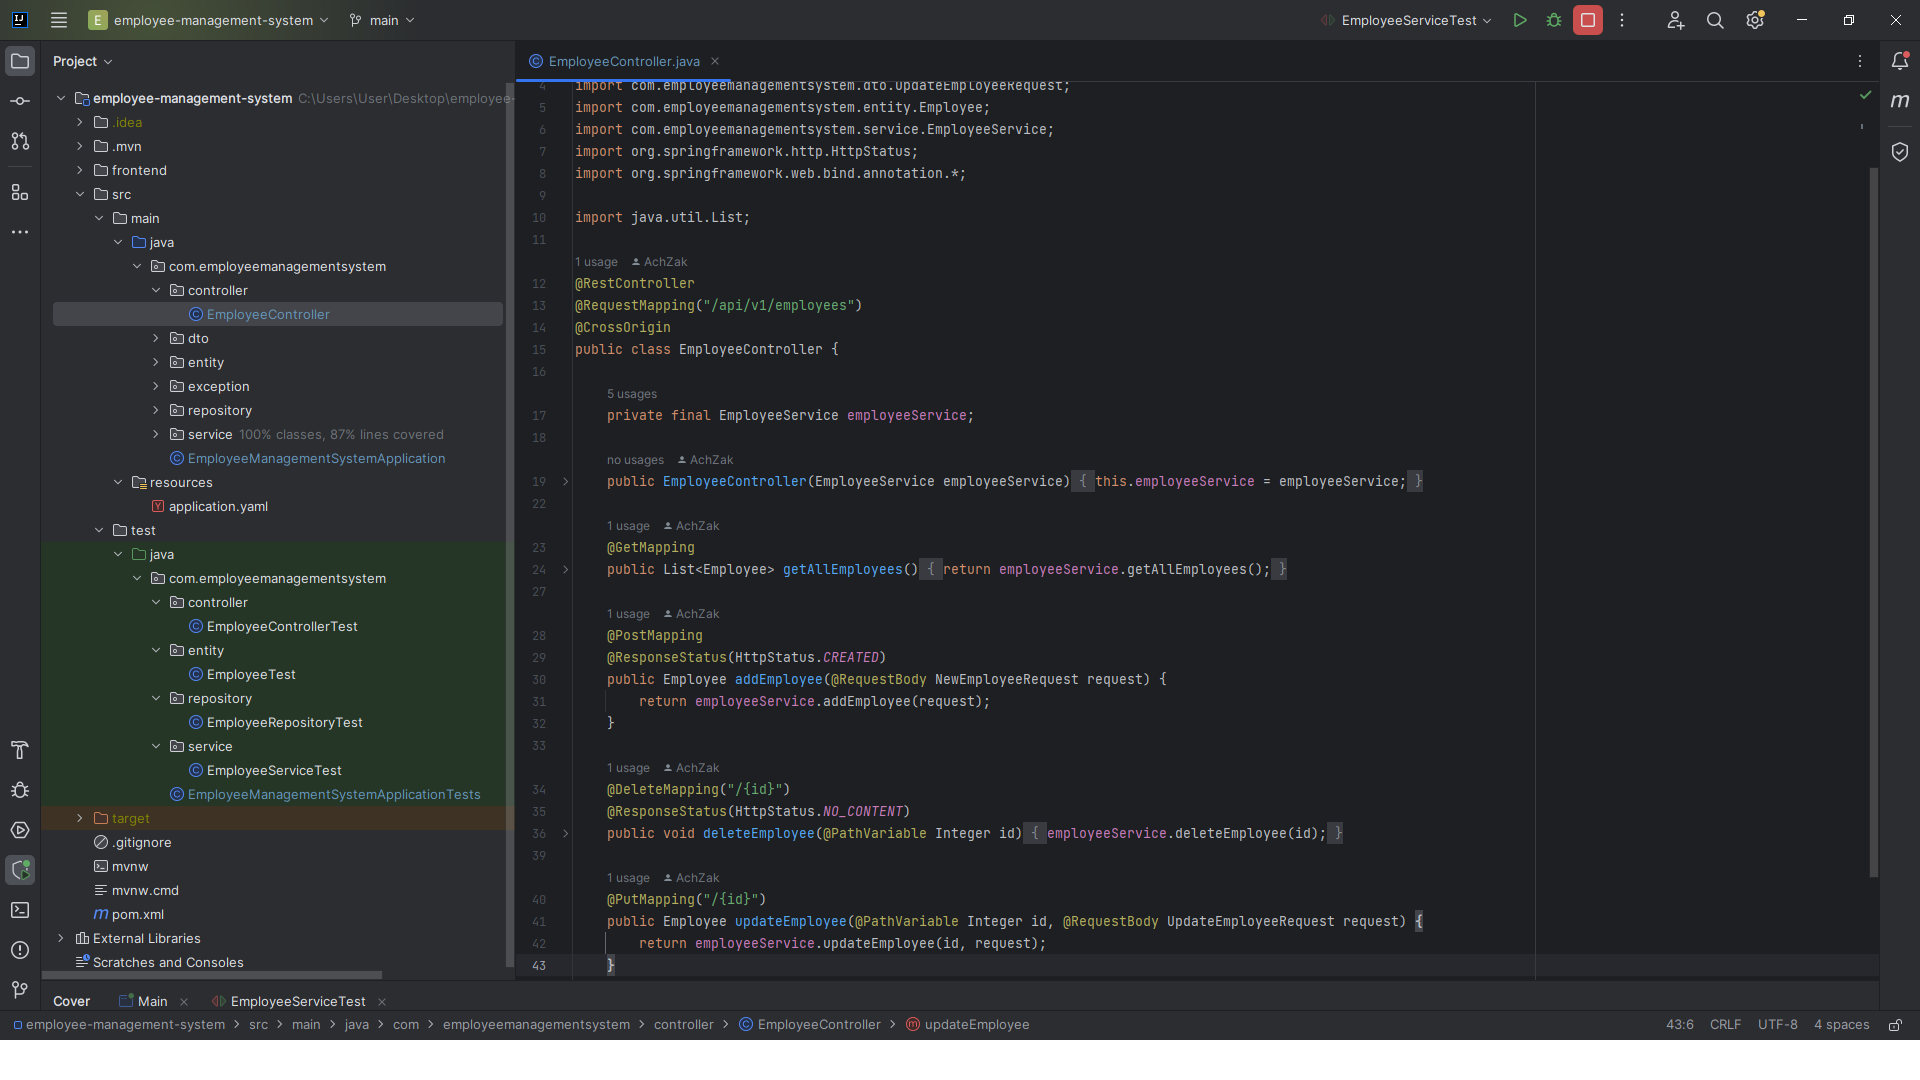 employee-management-system
main
EmployeeServiceTest
Project
EmployeeController.java
employee-management-system C:\Users\User\Desktop\employee-
.idea
.mvn
frontend
src
main
java
com.employeemanagementsystem
controller
EmployeeController
dto
entity
exception
repository
service 100% classes, 87% lines covered
EmployeeManagementSystemApplication
resources
application.yaml
test
java
com.employeemanagementsystem
controller
EmployeeControllerTest
entity
EmployeeTest
repository
EmployeeRepositoryTest
service
EmployeeServiceTest
EmployeeManagementSystemApplicationTests
target
.gitignore
mvnw
mvnw.cmd
pom.xml
External Libraries
Scratches and Consoles
4 import com.employeemanagementsystem.dto.UpdateEmployeeRequest;
5 import com.employeemanagementsystem.entity.Employee;
6 import com.employeemanagementsystem.service.EmployeeService;
7 import org.springframework.http.HttpStatus;
8 import org.springframework.web.bind.annotation.*;
9
10 import java.util.List;
11
1 usage AchZak
12 @RestController
13 @RequestMapping("/api/v1/employees")
14 @CrossOrigin
15 public class EmployeeController {
16
5 usages
17 private final EmployeeService employeeService;
18
no usages AchZak
19 public EmployeeController(EmployeeService employeeService) { this.employeeService = employeeService; }
22
1 usage AchZak
23 @GetMapping
24 public List<Employee> getAllEmployees() { return employeeService.getAllEmployees(); }
27
1 usage AchZak
28 @PostMapping
29 @ResponseStatus(HttpStatus.CREATED)
30 public Employee addEmployee(@RequestBody NewEmployeeRequest request) {
31 return employeeService.addEmployee(request);
32 }
33
1 usage AchZak
34 @DeleteMapping("/{id}")
35 @ResponseStatus(HttpStatus.NO_CONTENT)
36 public void deleteEmployee(@PathVariable Integer id) { employeeService.deleteEmployee(id); }
39
1 usage AchZak
40 @PutMapping("/{id}")
41 public Employee updateEmployee(@PathVariable Integer id, @RequestBody UpdateEmployeeRequest request) {
42 return employeeService.updateEmployee(id, request);
43 }
Cover Main EmployeeServiceTest
employee-management-system > src > main > java > com > employeemanagementsystem > controller > EmployeeController > updateEmployee
43:6 CRLF UTF-8 4 spaces